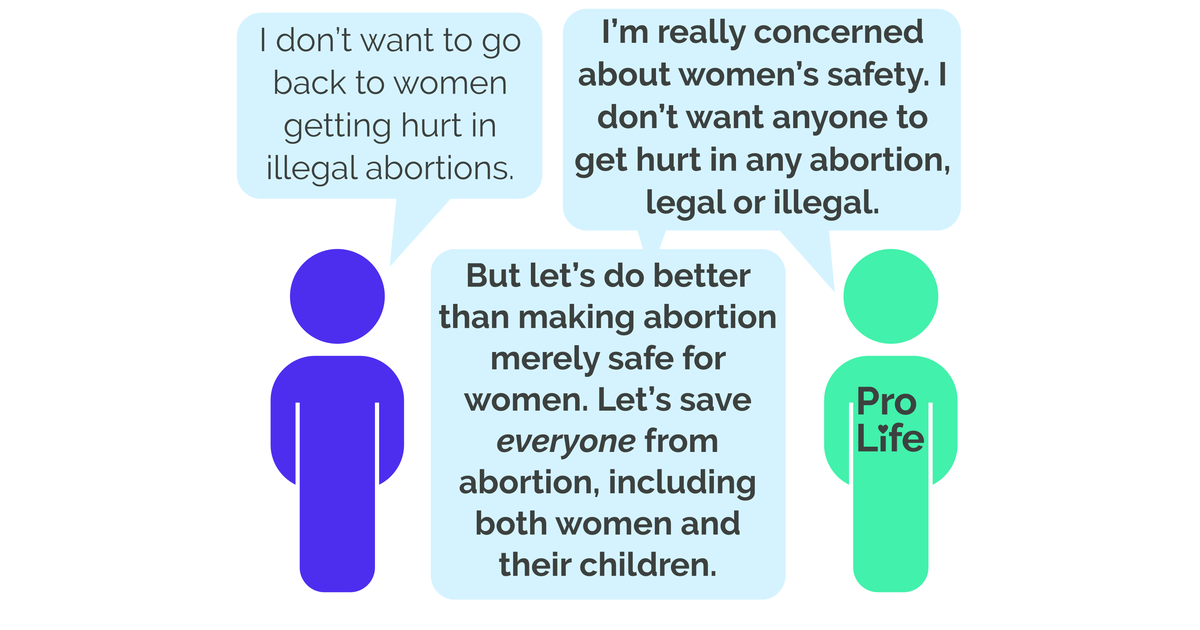 I don’t want to go
back to women
getting hurt in
illegal abortions.
I’m really concerned
about women’s safety. I
don’t want anyone to
get hurt in any abortion,
legal or illegal.
But let’s do better
than making abortion
merely safe for
women. Let’s save
everyone from
abortion, including
both women and
their children.
Pro
Life